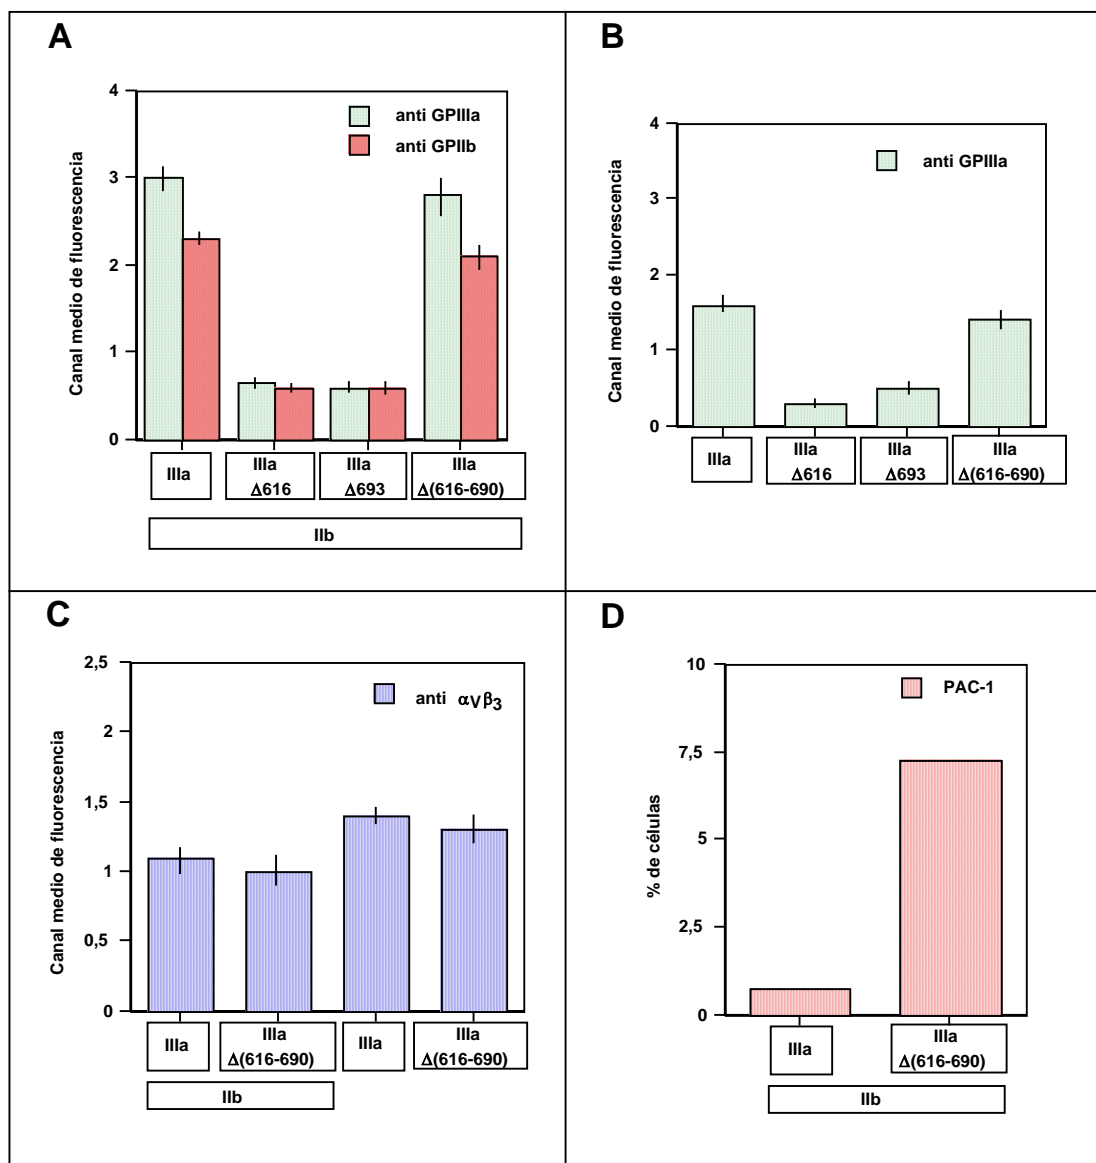 A
4
3
2
1
0
Canal medio de fluorescencia
anti GPIIIa
anti GPIIb
IIIa
IIIa
Δ616
IIIa
Δ693
IIIa
Δ(616-690)
IIb
B
4
3
2
1
0
Canal medio de fluorescencia
anti GPIIIa
IIIa
IIIa
Δ616
IIIa
Δ693
IIIa
Δ(616-690)
C
2,5
2
1,5
1
0,5
0
Canal medio de fluorescencia
anti αVβ3
IIIa
IIIa
Δ(616-690)
IIIa
IIIa
Δ(616-690)
IIb
D
10
7,5
5
2,5
0
% de células
PAC-1
IIIa
IIIa
Δ(616-690)
IIb